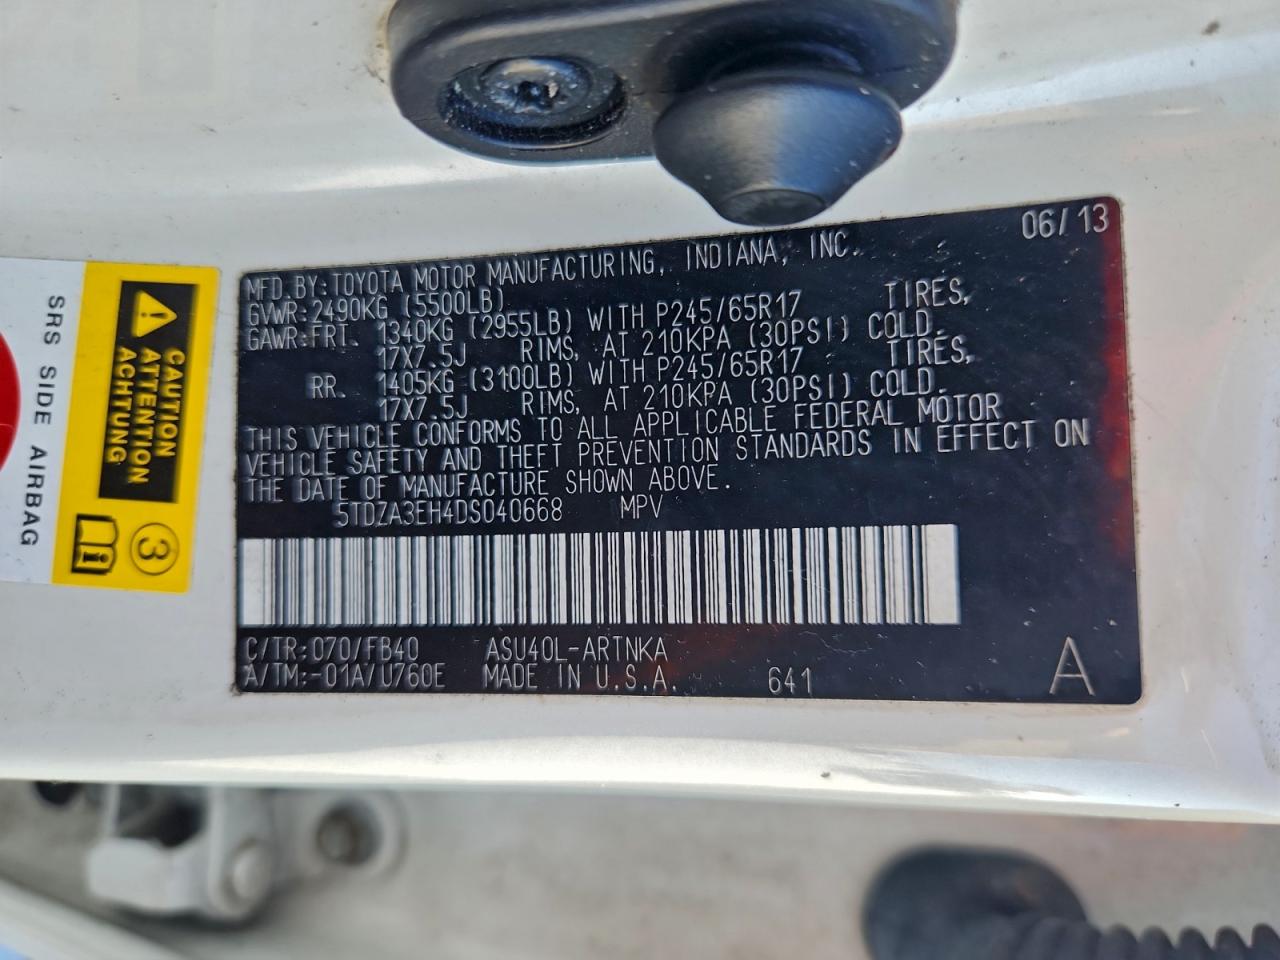 06/13
MFD.BY:TOYOTA MOTOR MANUFACTURING, INDIANA, INC.
GVWR:2490KG (5500LB)
GAWR:FRT. 1340KG (2955LB) WITH P245/65R17 TIRES,
17X7.5J RIMS, AT 210KPA (30PSI) COLD.
RR. 1405KG (3100LB) WITH P245/65R17 TIRES,
17X7.5J RIMS, AT 210KPA (30PSI) COLD.
THIS VEHICLE CONFORMS TO ALL APPLICABLE FEDERAL MOTOR
VEHICLE SAFETY AND THEFT PREVENTION STANDARDS IN EFFECT ON
THE DATE OF MANUFACTURE SHOWN ABOVE.
5TDZA3EH4DS040668 MPV
C/TR:070/FB40 ASU40L-ARTNKA
A/TM:-01A/U760E MADE IN U.S.A. 641 A
CAUTION
ATTENTION
ACHTUNG
3
i
SRS SIDE AIRBAG